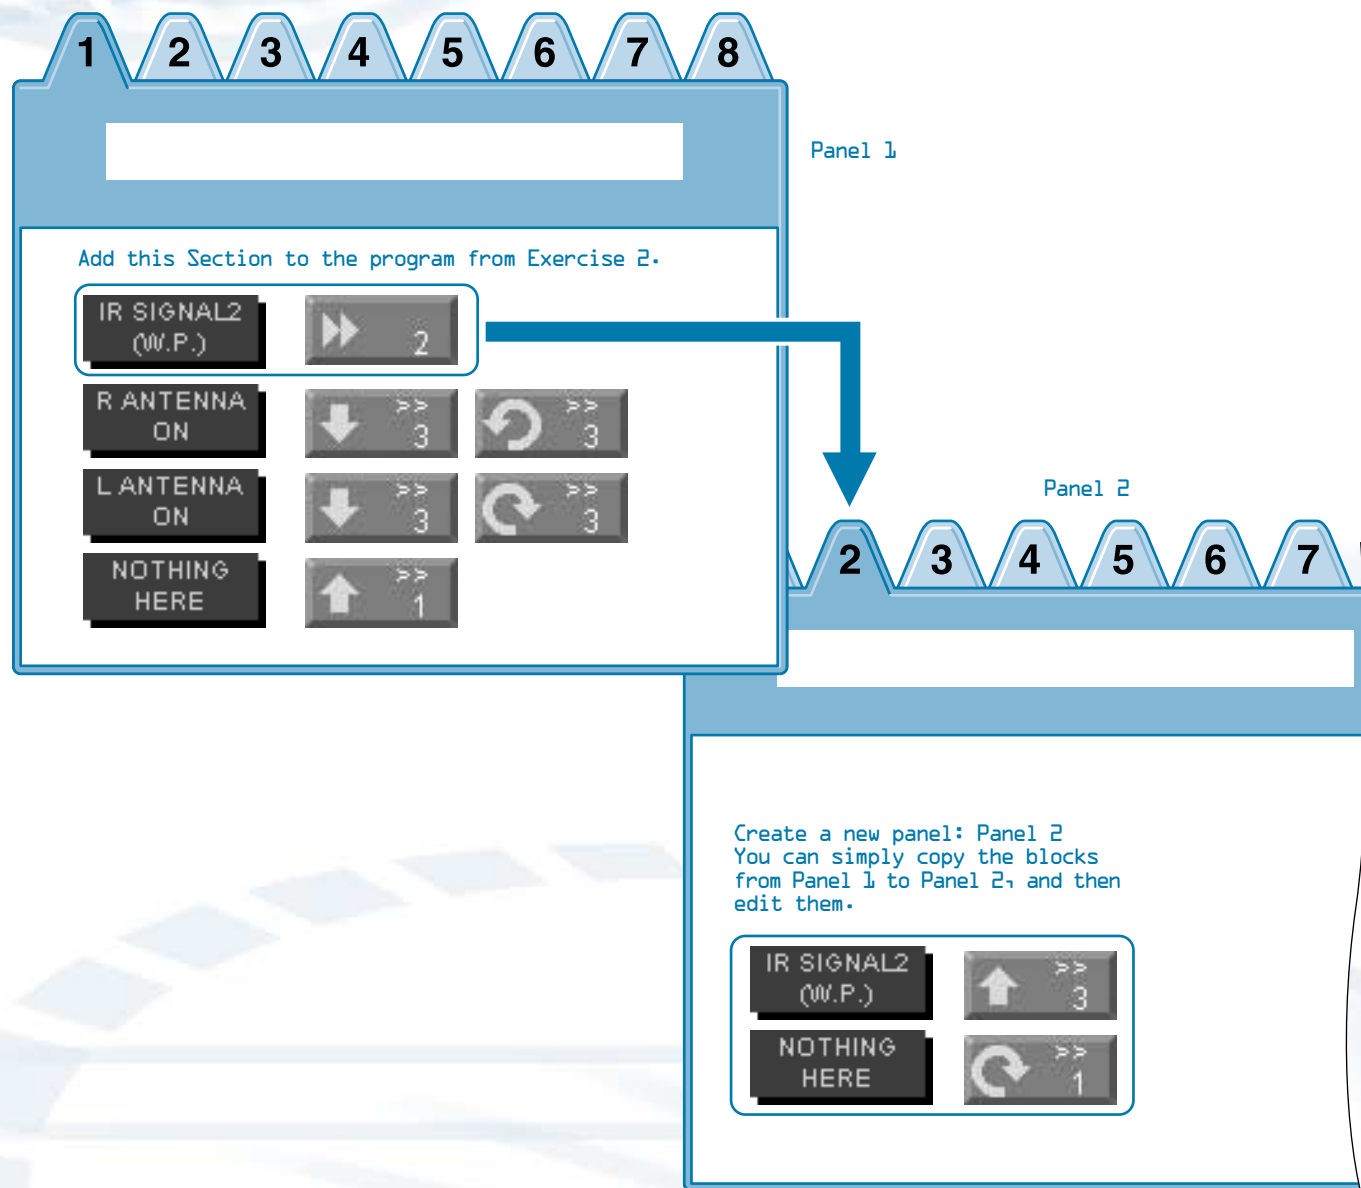 1 2 3 4 5 6 7 8
Panel 1
Add this Section to the program from Exercise 2.
IR SIGNAL2
(W.P.)
2
R ANTENNA
ON
>>
3
>>
3
L ANTENNA
ON
>>
3
>>
3
NOTHING
HERE
>>
1
Panel 2
2 3 4 5 6 7
Create a new panel: Panel 2
You can simply copy the blocks
from Panel 1 to Panel 2, and then
edit them.
IR SIGNAL2
(W.P.)
>>
3
NOTHING
HERE
>>
1